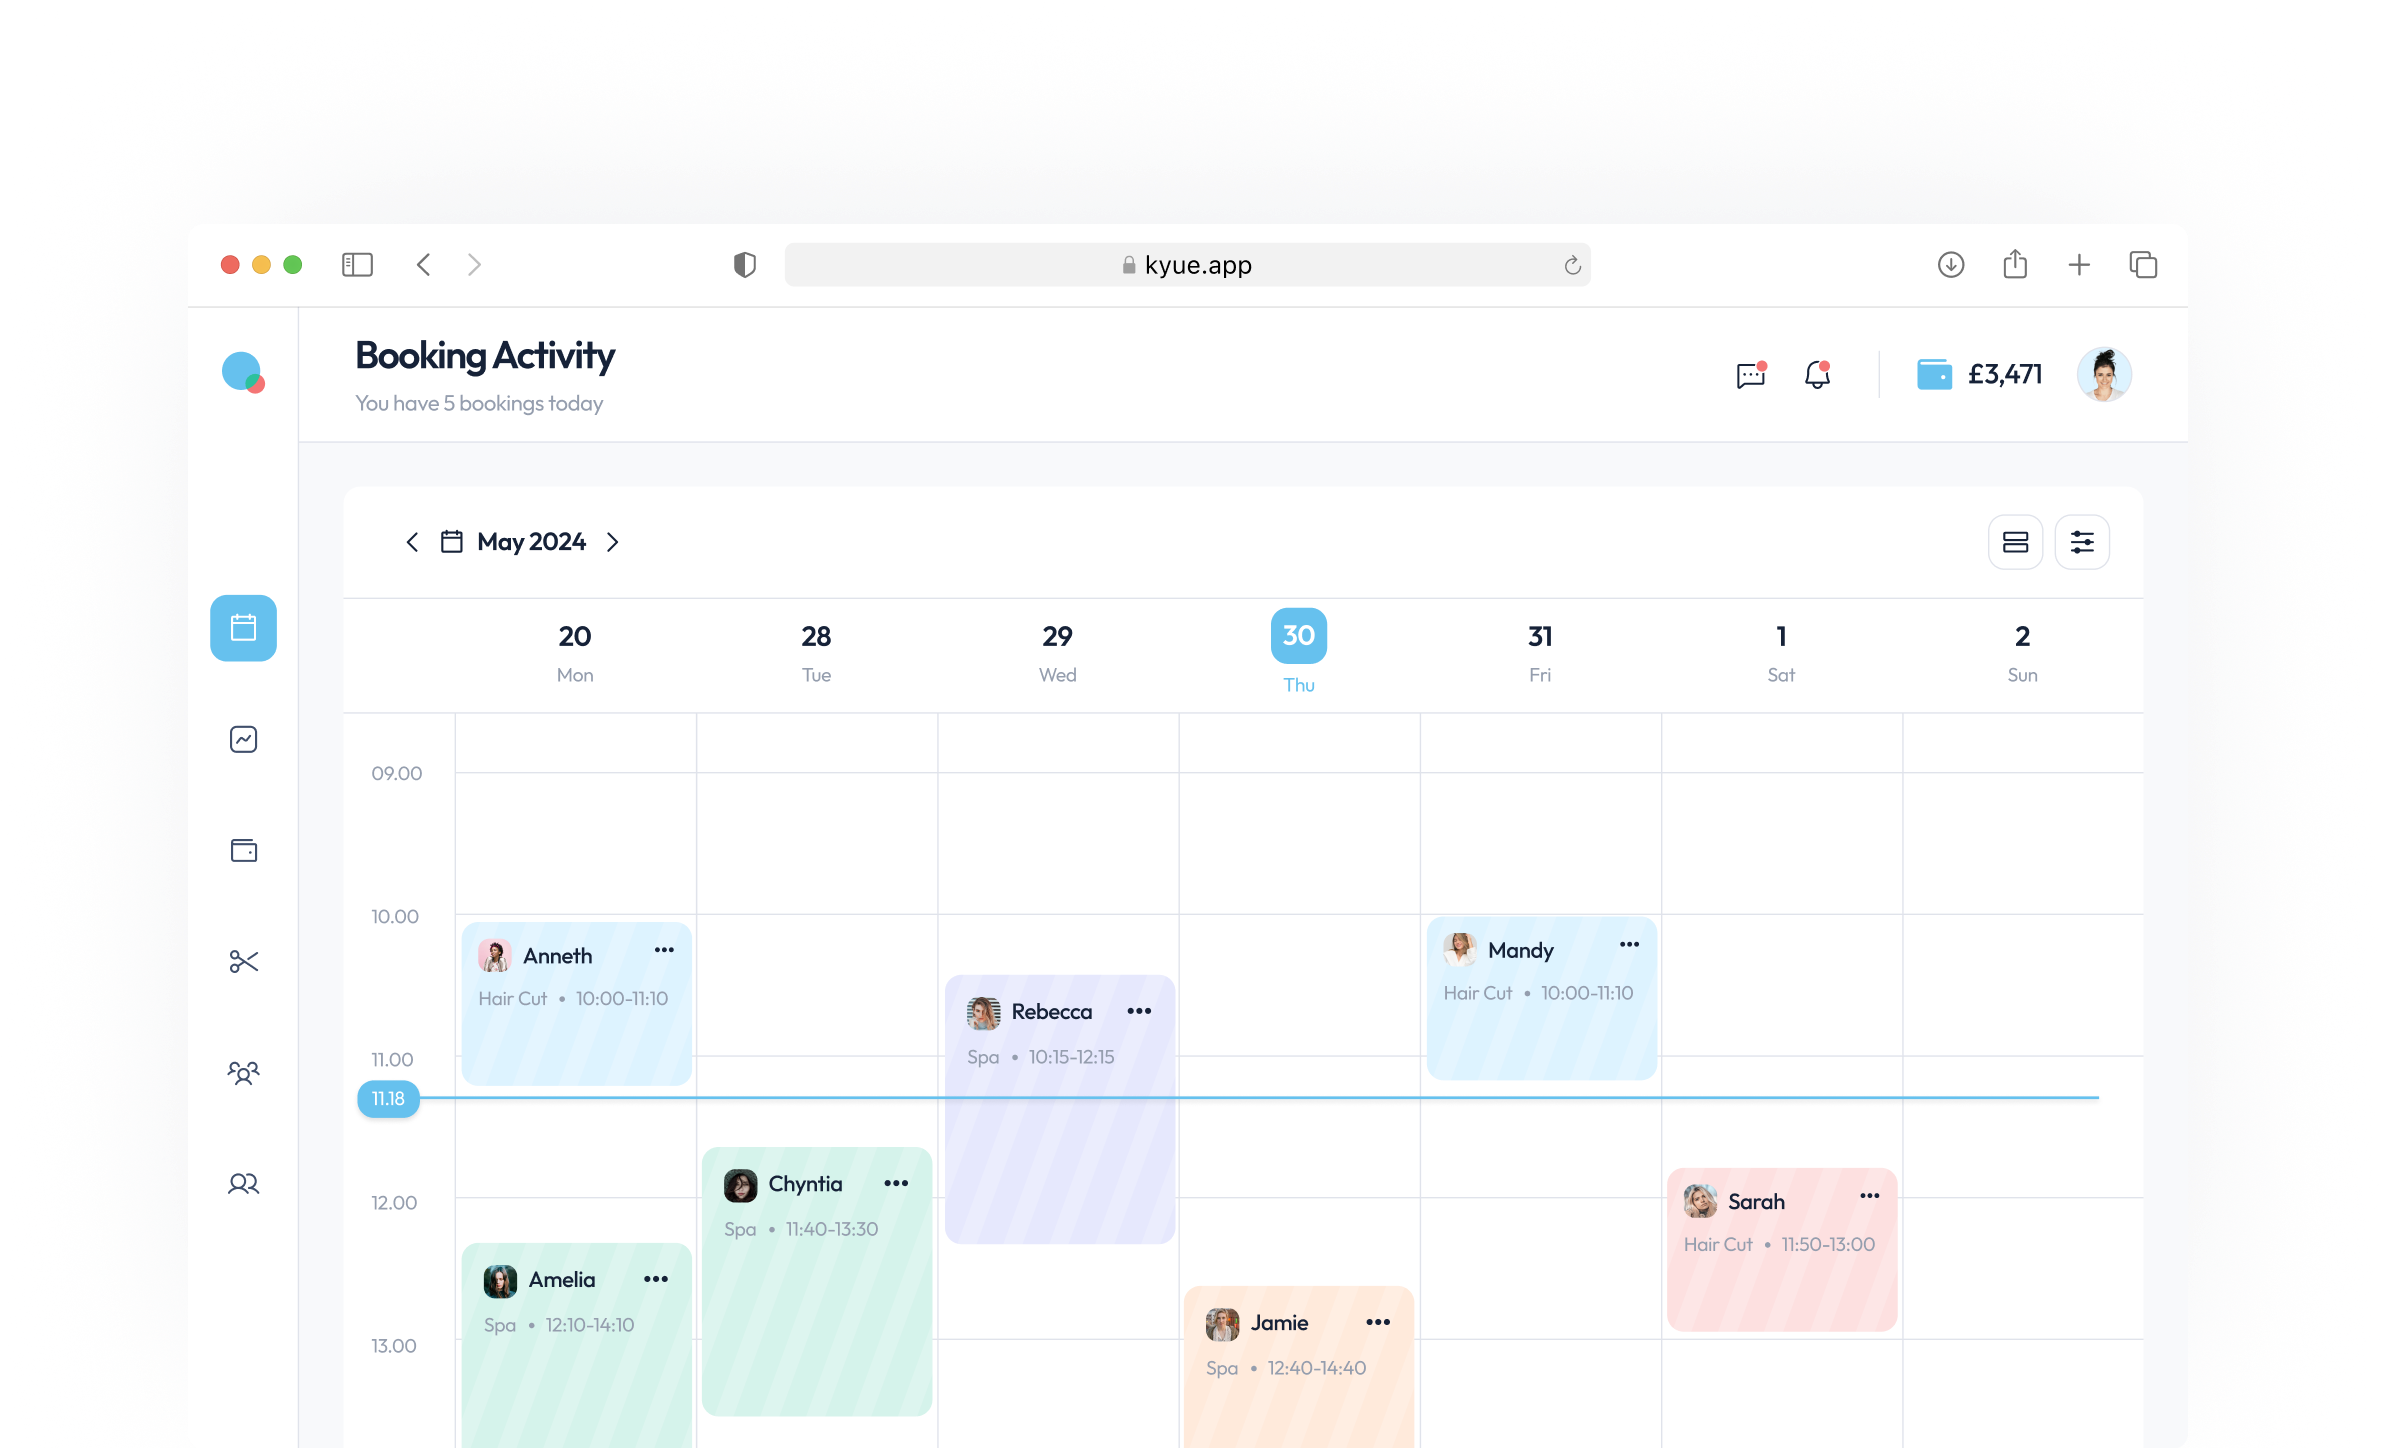 kyue.app
Booking Activity
You have 5 bookings today
£3,471
May 2024
20 28 29 30 31 1 2
Mon Tue Wed Thu Fri Sat Sun
09.00
10.00
Anneth
Hair Cut • 10:00-11:10
Mandy
Hair Cut • 10:00-11:10
Rebecca
Spa • 10:15-12:15
11.00
11.18
Chyntia
Spa • 11:40-13:30
12.00
Sarah
Hair Cut • 11:50-13:00
Amelia
Spa • 12:10-14:10
Jamie
Spa • 12:40-14:40
13.00